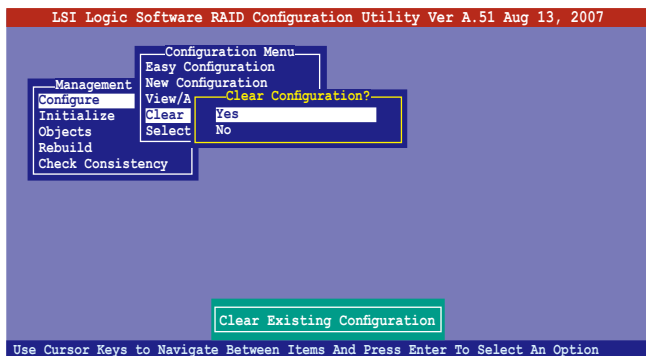 LSI Logic Software RAID Configuration Utility Ver A.51 Aug 13, 2007
Management
Configure
Initialize
Objects
Rebuild
Check Consistency
Configuration Menu
Easy Configuration
New Configuration
View/A
Clear
Select
Clear Configuration?
Yes
No
Clear Existing Configuration
Use Cursor Keys to Navigate Between Items And Press Enter To Select An Option